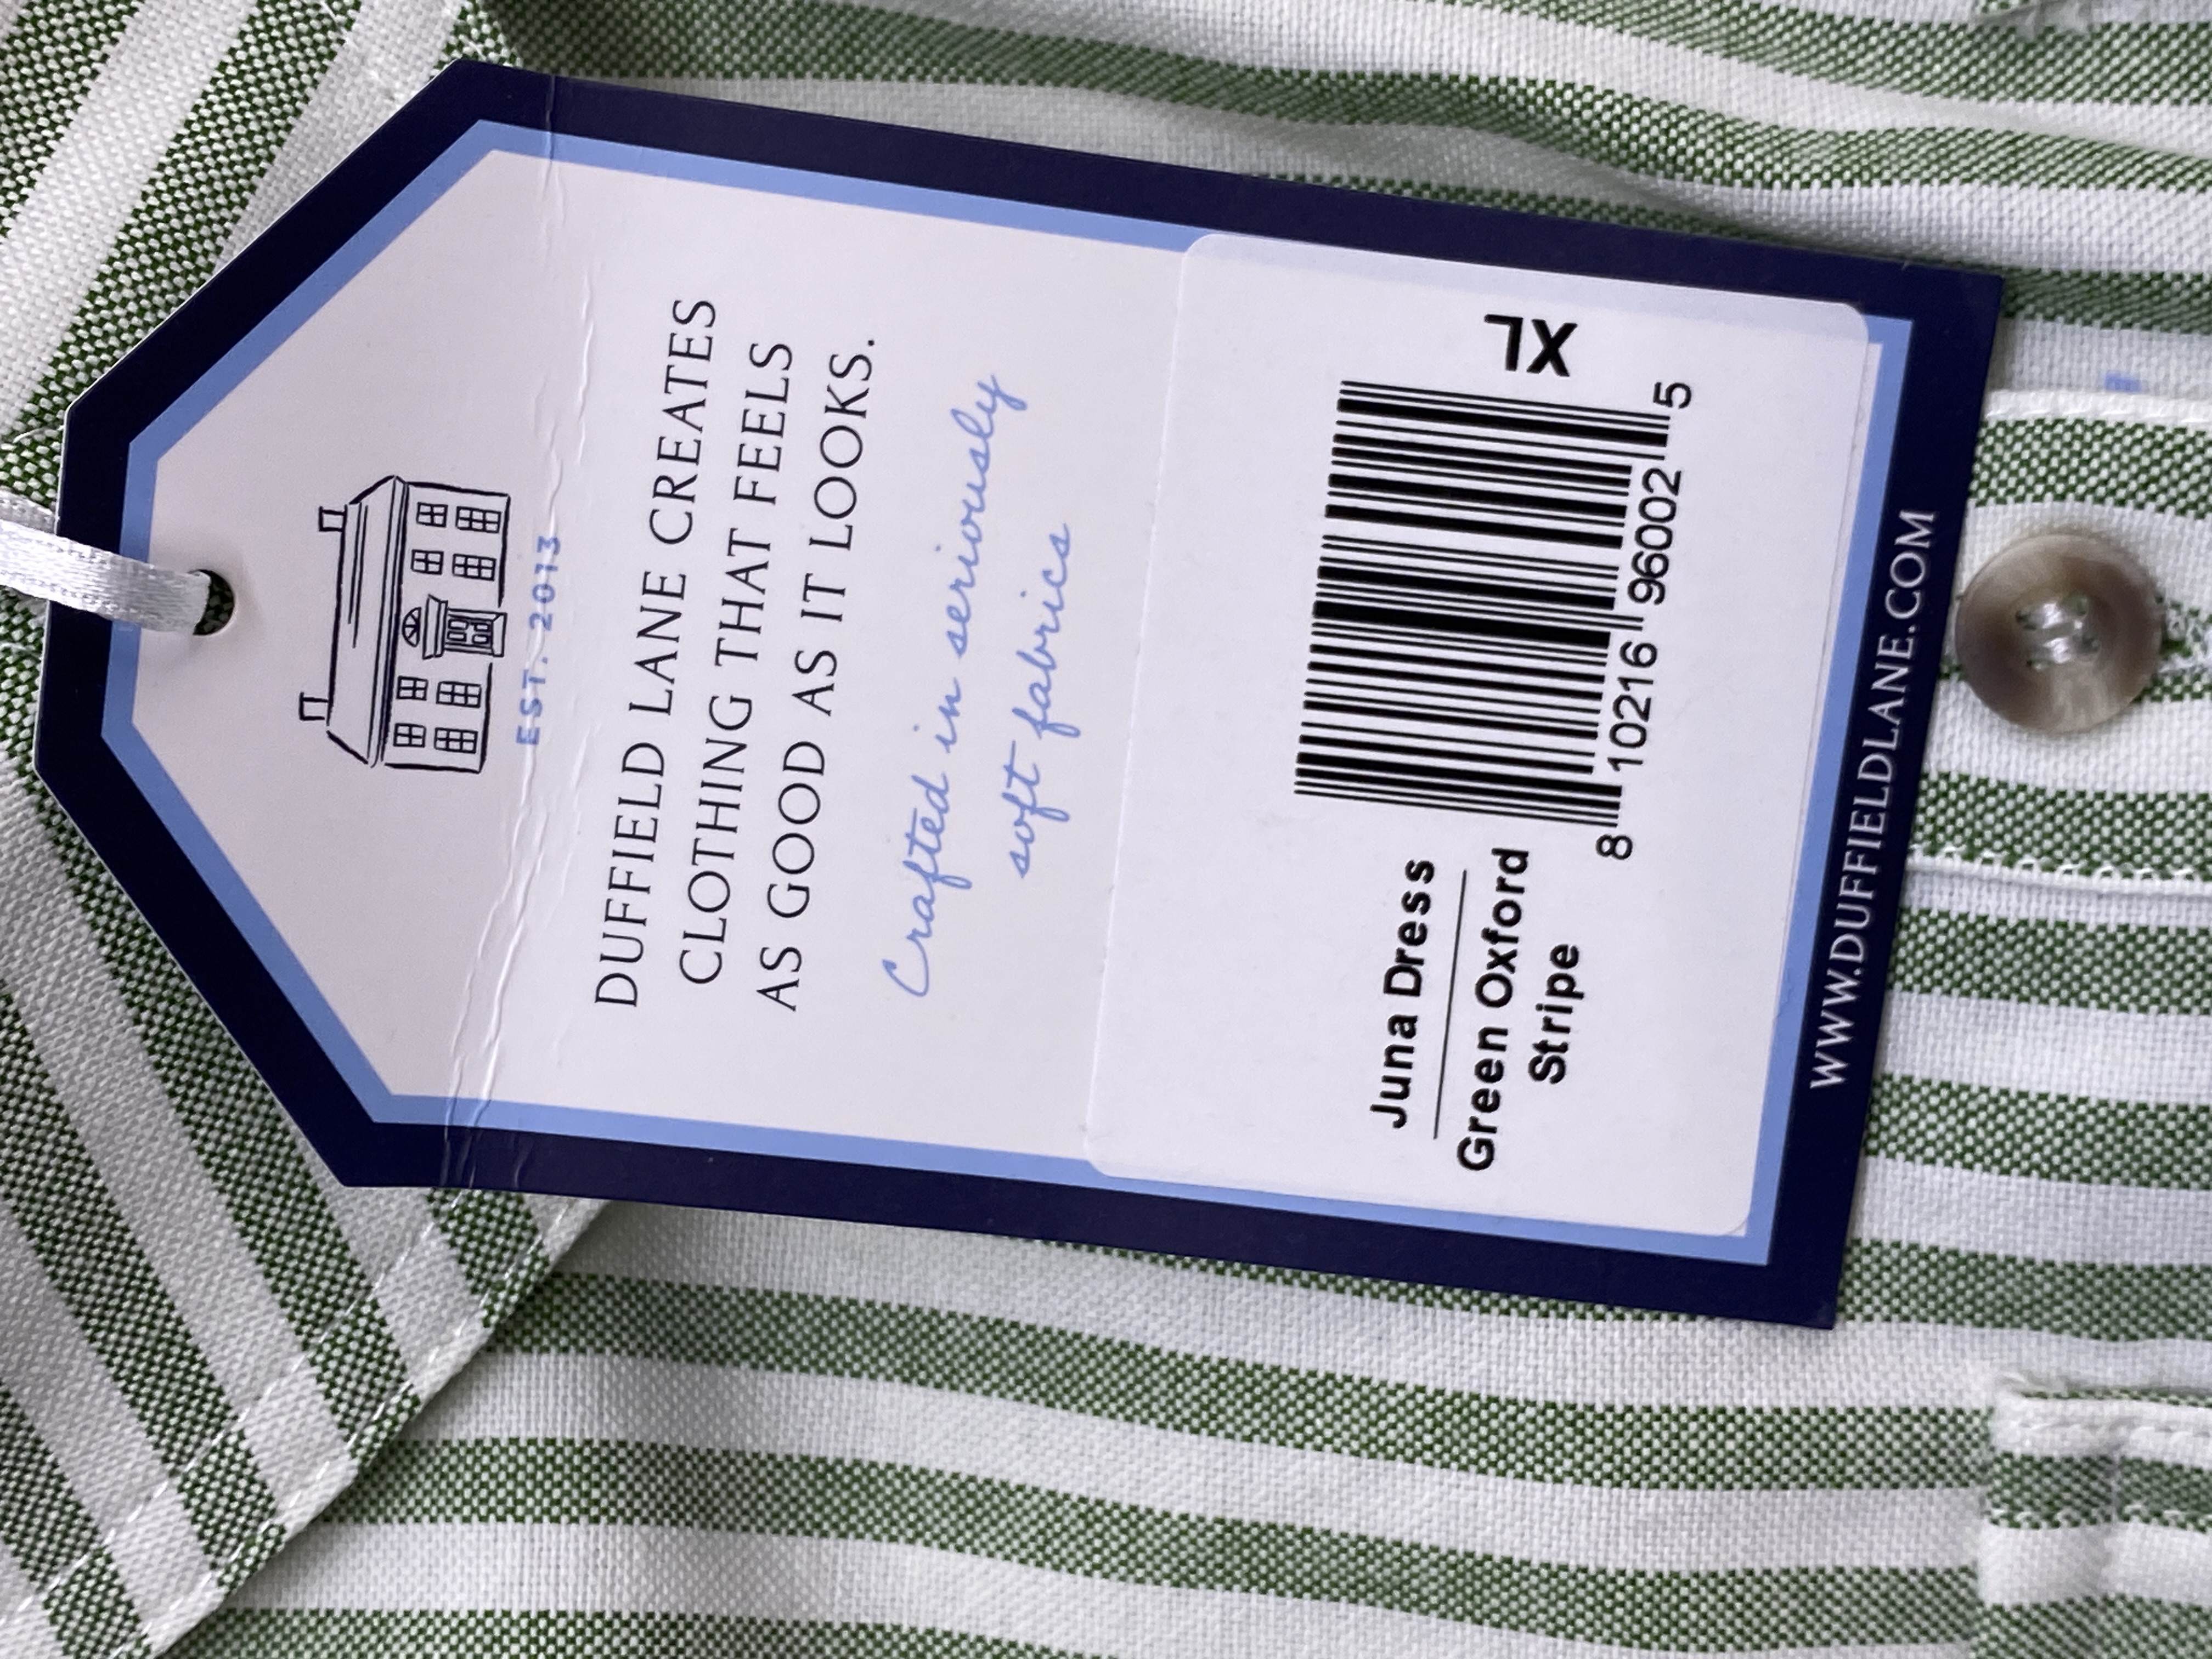 EST. 2013
DUFFIELD LANE CREATES
CLOTHING THAT FEELS
AS GOOD AS IT LOOKS.
Crafted in seriously
soft fabrics
Juna Dress
Green Oxford
Stripe
XL
8 10216 96002 5
WWW.DUFFIELDLANE.COM